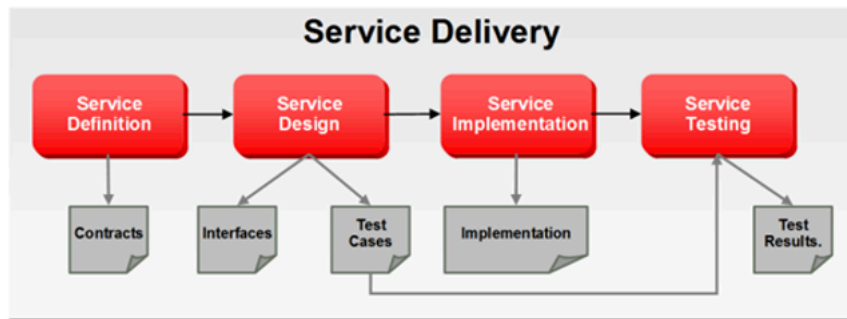 Service Delivery
Service
Definition
Service
Design
Service
Implementation
Service
Testing
Contracts
Interfaces
Test
Cases
Implementation
Test
Results.